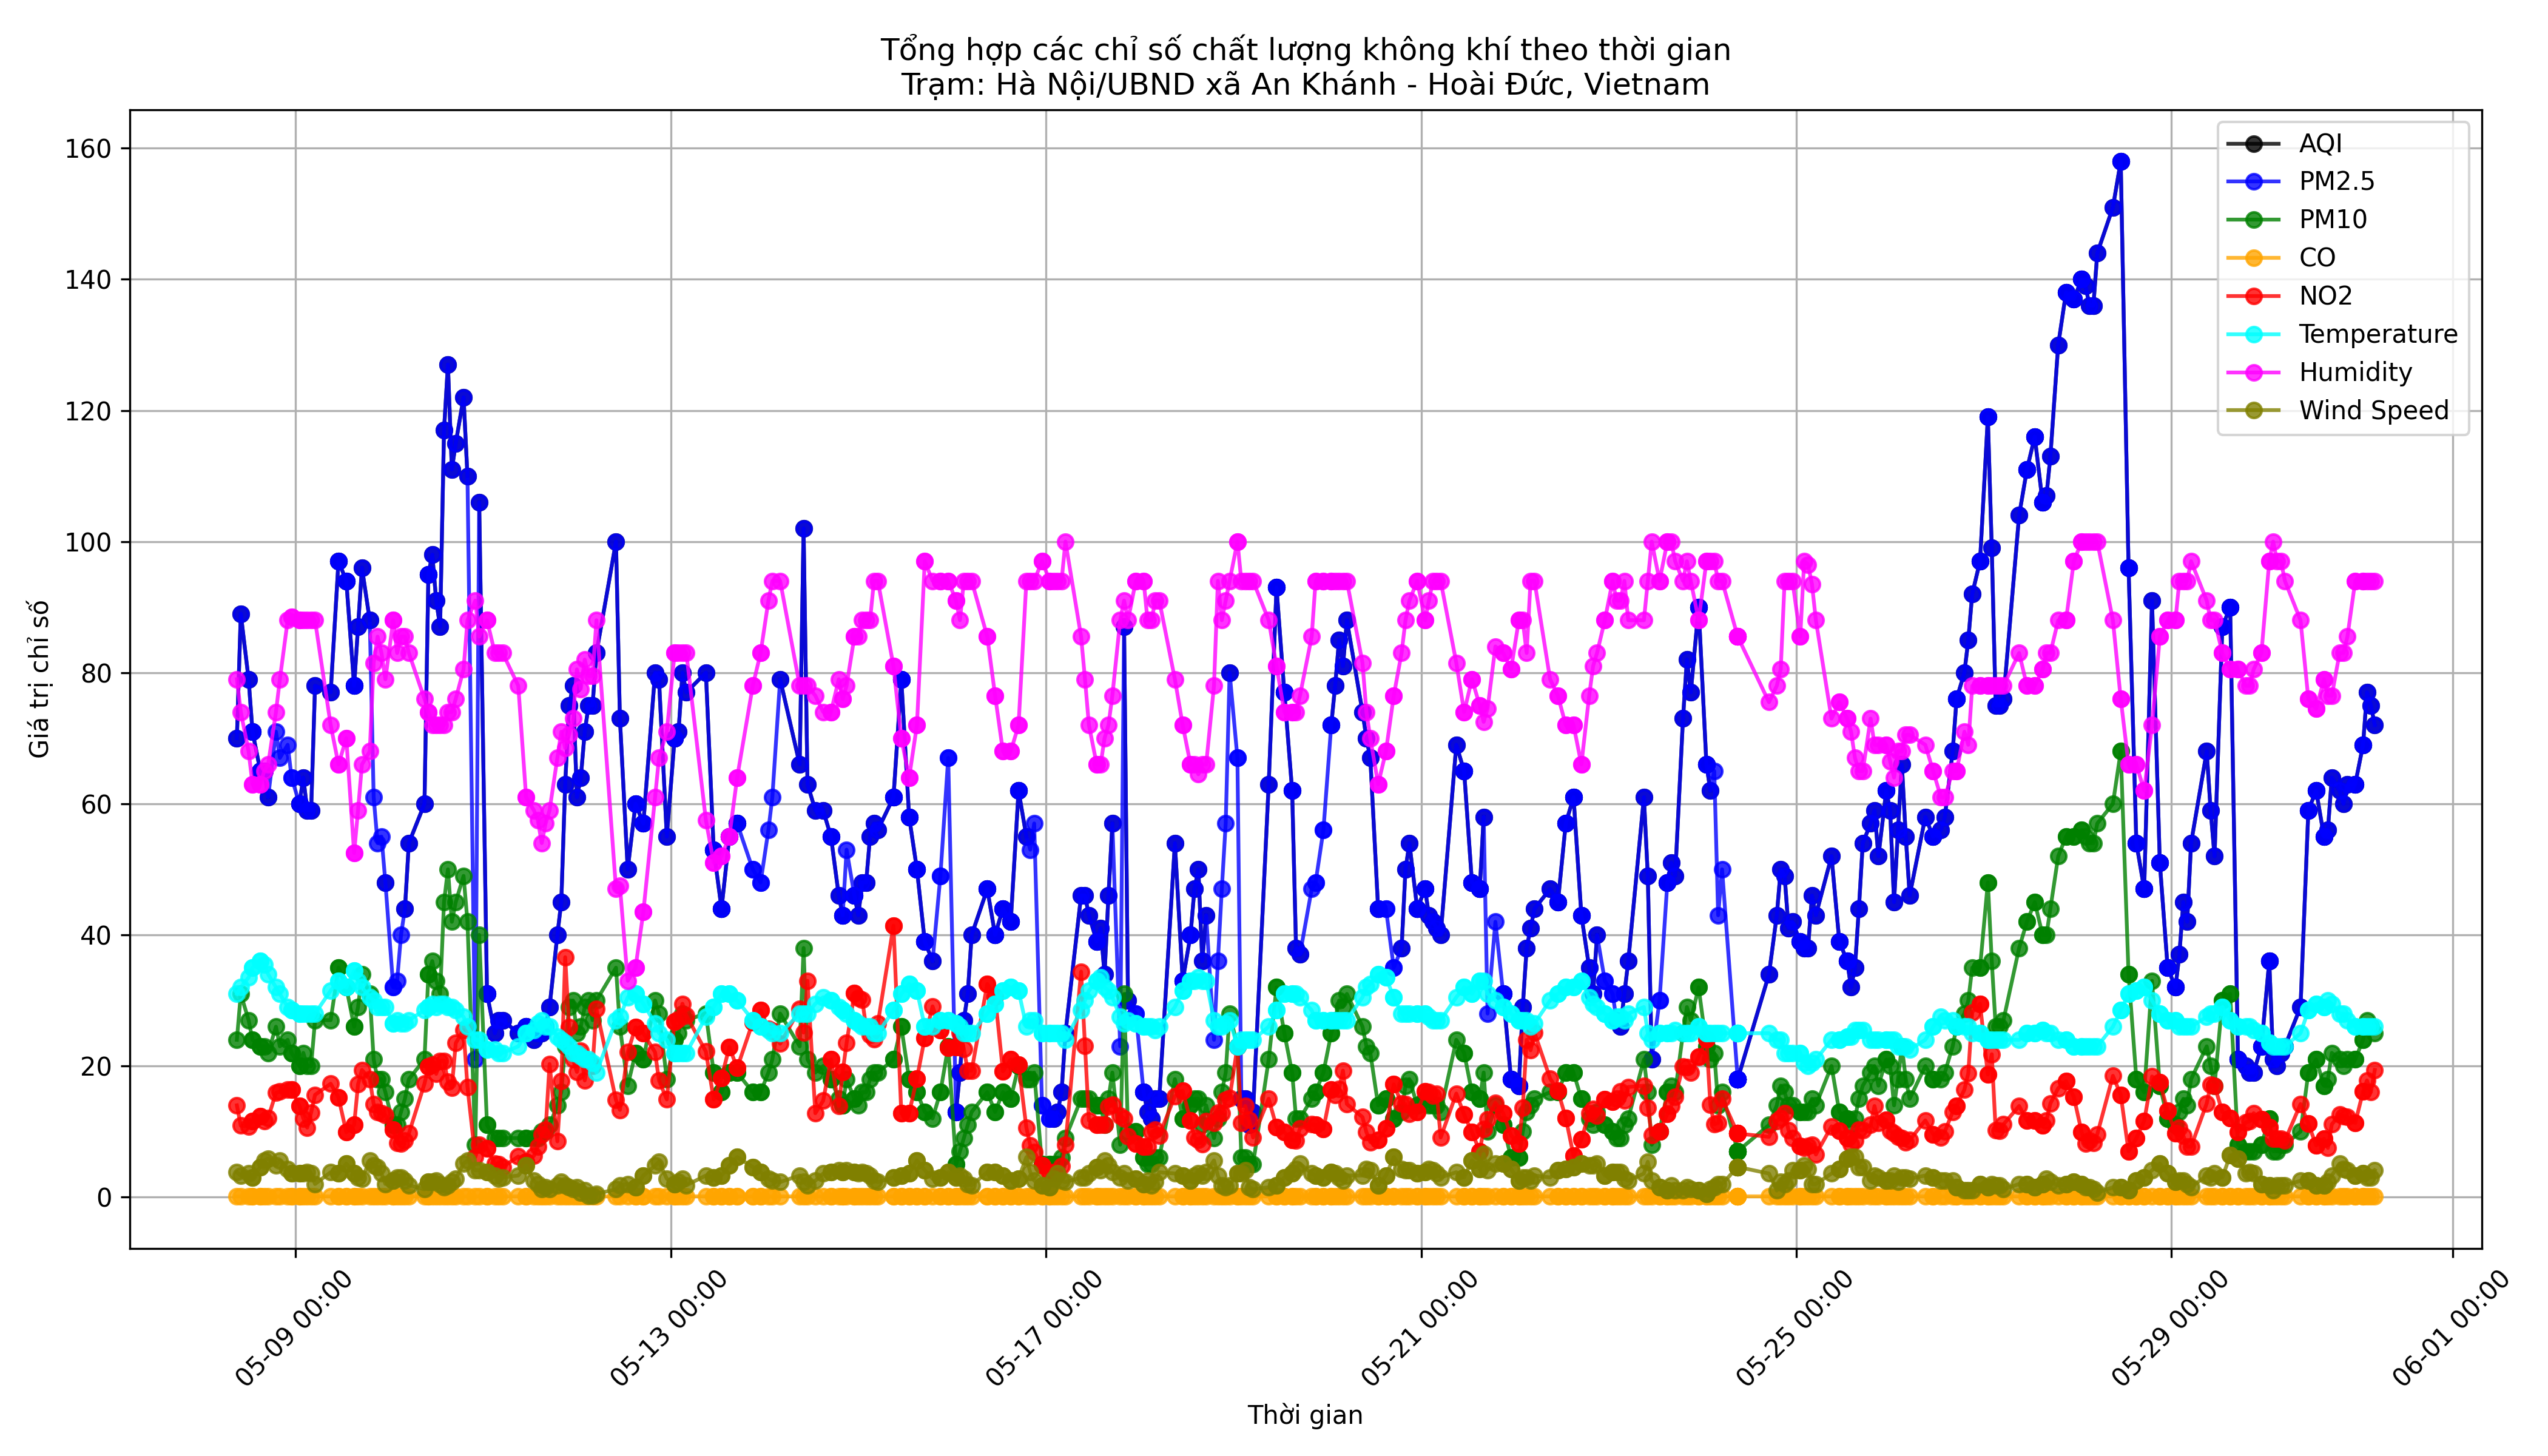 Tổng hợp các chỉ số chất lượng không khí theo thời gian
Trạm: Hà Nội/UBND xã An Khánh - Hoài Đức, Vietnam
Giá trị chỉ số
160
140
120
100
80
60
40
20
0
AQI
PM2.5
PM10
CO
NO2
Temperature
Humidity
Wind Speed
05-09 00:00
05-13 00:00
05-17 00:00
05-21 00:00
05-25 00:00
05-29 00:00
06-01 00:00
Thời gian